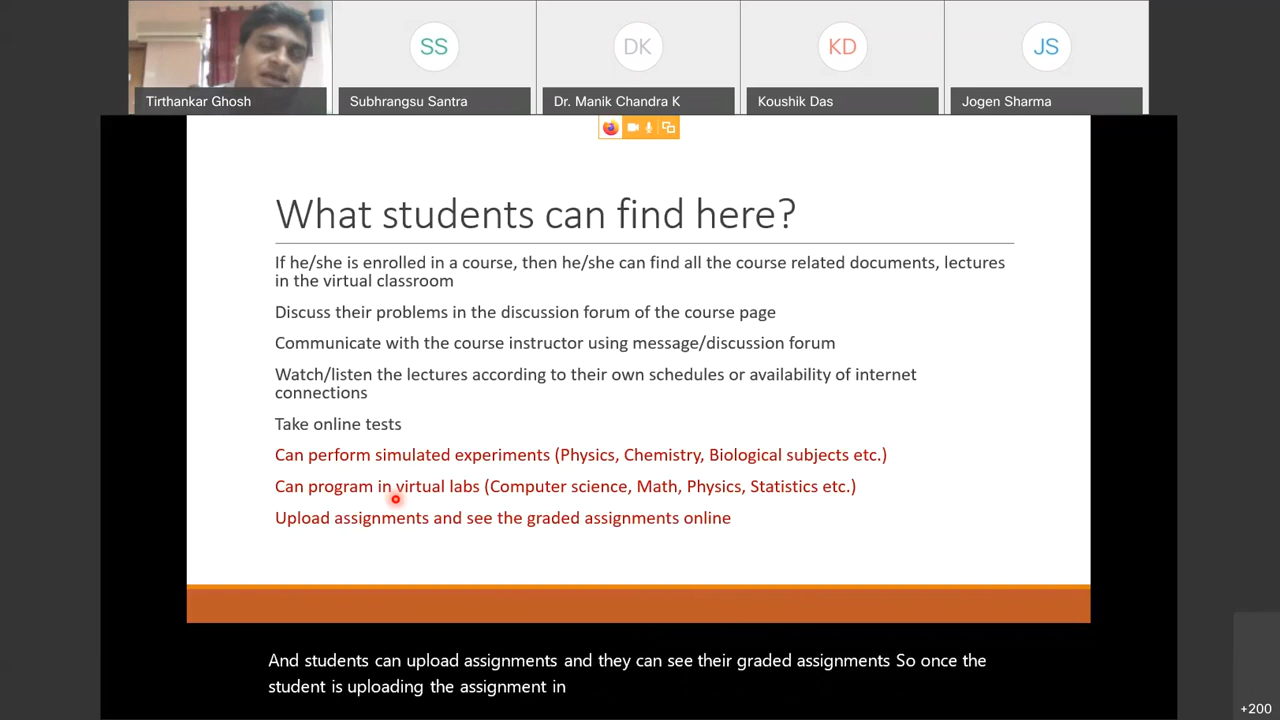 SS
DK
KD
JS
Tirthankar Ghosh
Subhrangsu Santra
Dr. Manik Chandra K
Koushik Das
Jogen Sharma
What students can find here?
If he/she is enrolled in a course, then he/she can find all the course related documents, lectures
in the virtual classroom
Discuss their problems in the discussion forum of the course page
Communicate with the course instructor using message/discussion forum
Watch/listen the lectures according to their own schedules or availability of internet
connections
Take online tests
Can perform simulated experiments (Physics, Chemistry, Biological subjects etc.)
Can program in virtual labs (Computer science, Math, Physics, Statistics etc.)
Upload assignments and see the graded assignments online
And students can upload assignments and they can see their graded assignments So once the
student is uploading the assignment in
+200